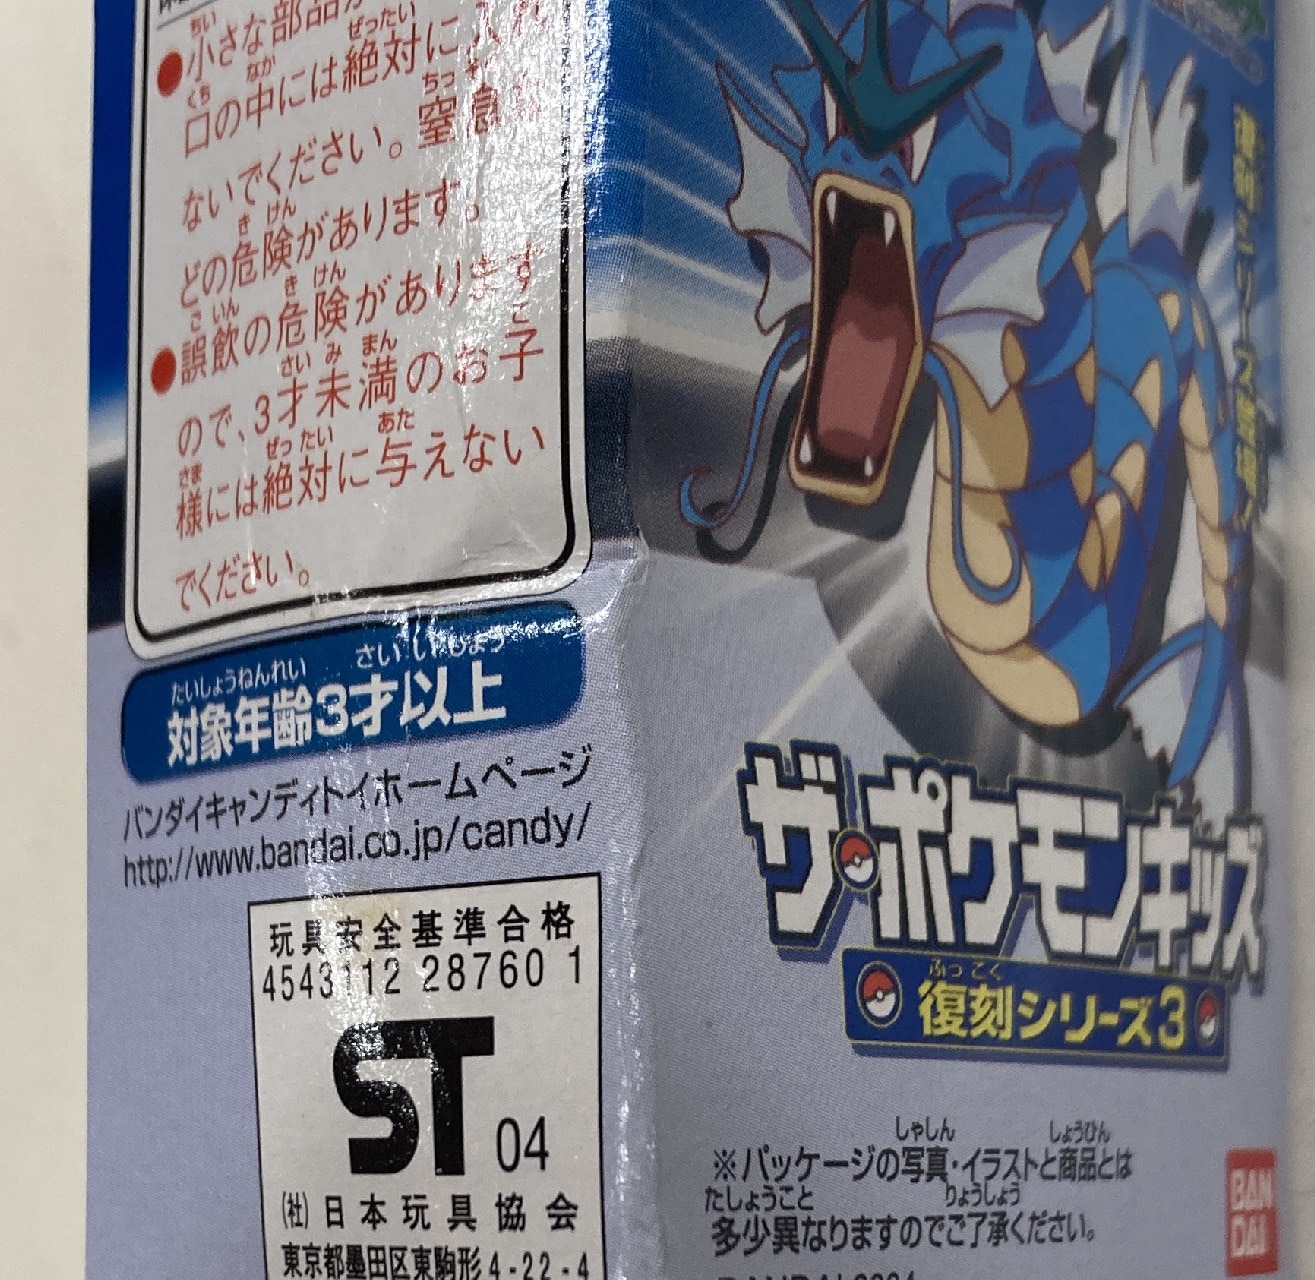 小さな部品が
口の中には絶対に入れ
ないでください。窒息な
どの危険があります。
誤飲の危険があります
ので、3才未満のお子
様には絶対に与えない
でください。
対象年齢3才以上
バンダイキャンディトイホームページ
http://www.bandai.co.jp/candy/
玩具安全基準合格
4543112 28760 1
ST 04
(社)日本玩具協会
東京都墨田区東駒形4-22-4
ザ・ポケモンキッズ
復刻シリーズ3
※パッケージの写真・イラストと商品とは
多少異なりますのでご了承ください。
BANDAI